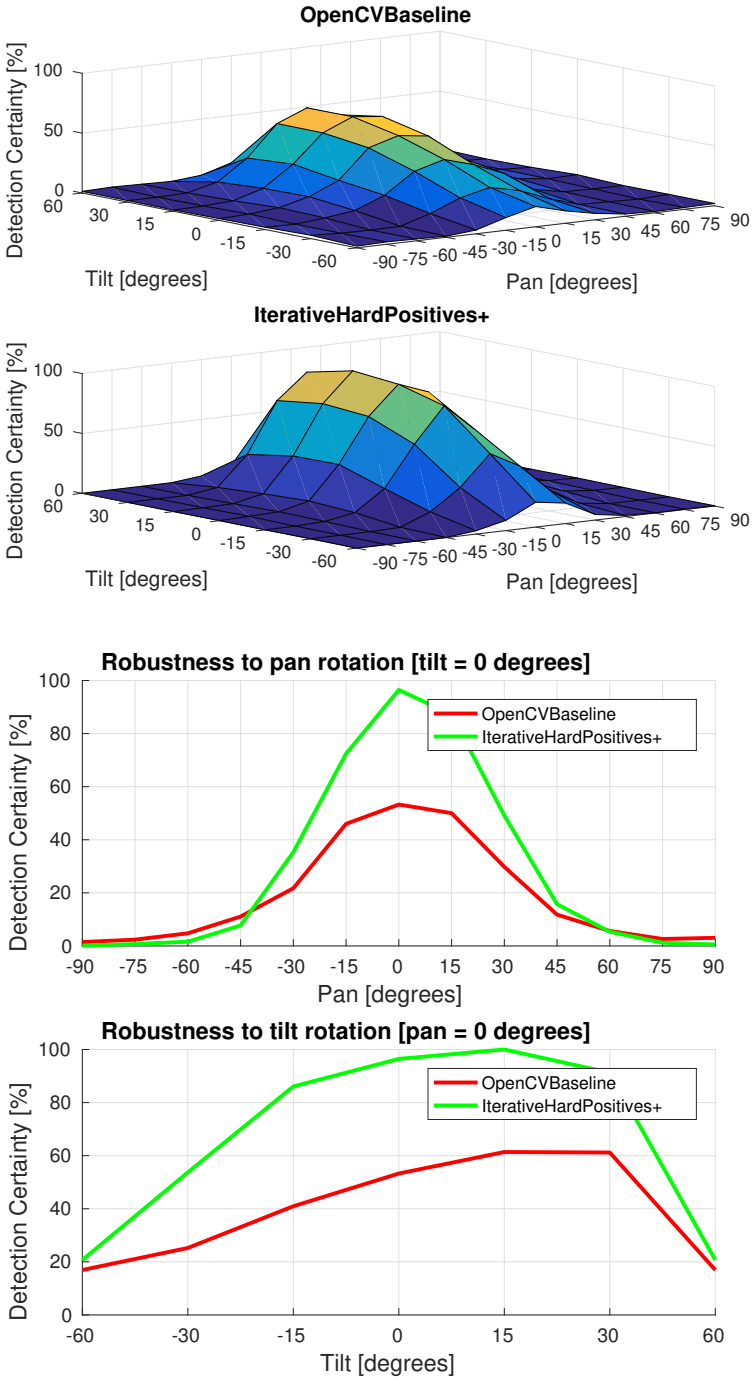 OpenCVBaseline
Detection Certainty [%]
100
50
0
60
30
15
0
-15
-30
-60
Tilt [degrees]
-90 -75 -60 -45 -30 -15 0 15 30 45 60 75 90
Pan [degrees]
IterativeHardPositives+
Detection Certainty [%]
100
50
0
60
30
15
0
-15
-30
-60
Tilt [degrees]
-90 -75 -60 -45 -30 -15 0 15 30 45 60 75 90
Pan [degrees]
Robustness to pan rotation [tilt = 0 degrees]
Detection Certainty [%]
100
80
60
40
20
0
OpenCVBaseline
IterativeHardPositives+
-90 -75 -60 -45 -30 -15 0 15 30 45 60 75 90
Pan [degrees]
Robustness to tilt rotation [pan = 0 degrees]
Detection Certainty [%]
100
80
60
40
20
0
OpenCVBaseline
IterativeHardPositives+
-60 -30 -15 0 15 30 60
Tilt [degrees]